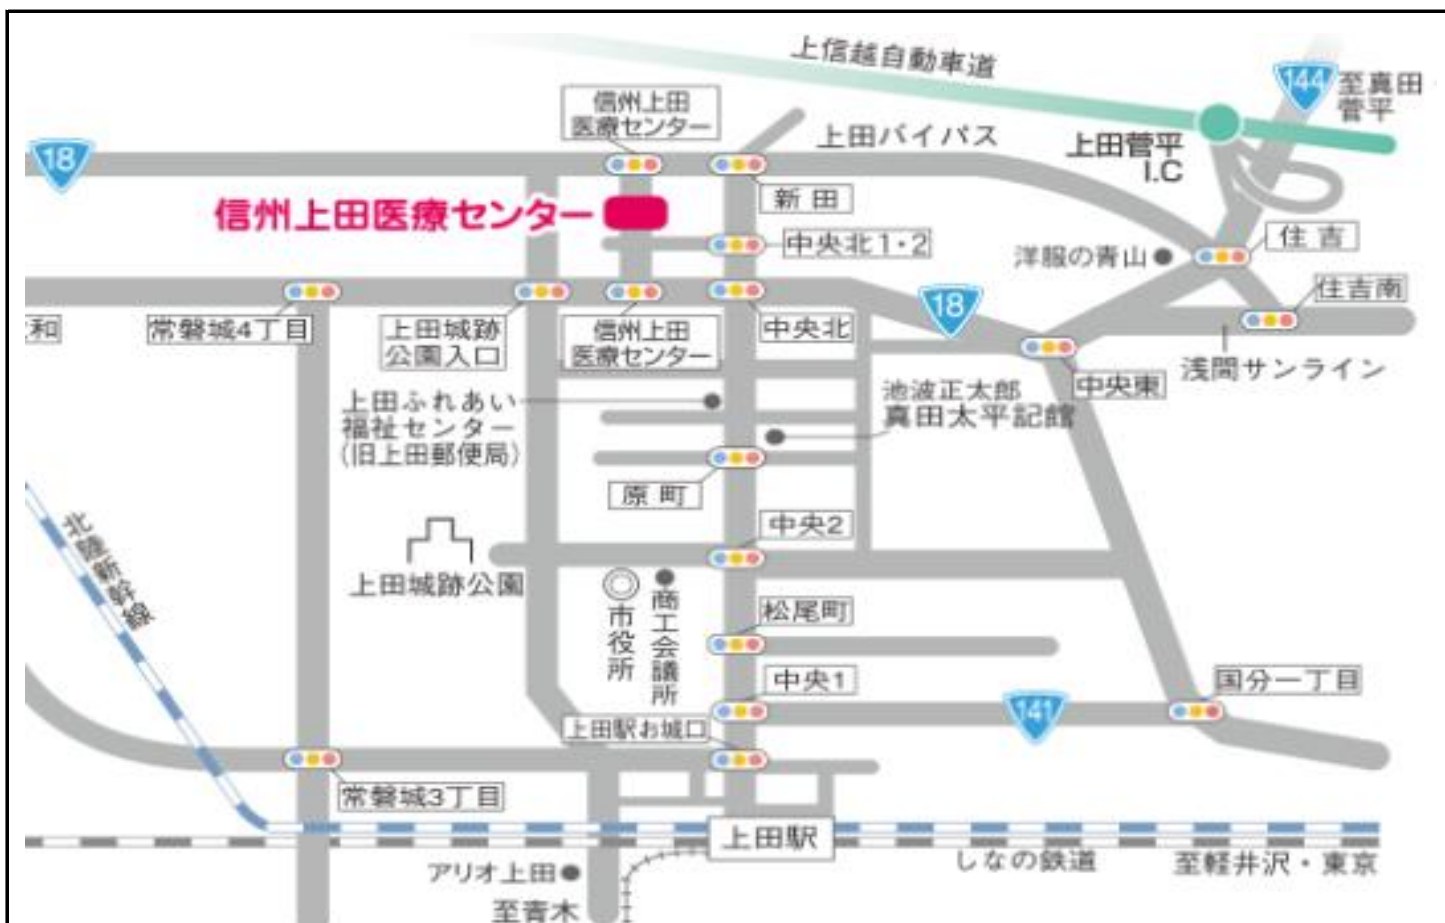 上信越自動車道
144
至真田・
菅平
信州上田
医療センター
上田バイパス
上田菅平
I.C
18
新田
信州上田医療センター
中央北1・2
洋服の青山
住吉
住吉南
18
和
常磐城4丁目
上田城跡
公園入口
信州上田
医療センター
中央北
中央東
浅間サンライン
上田ふれあい
福祉センター
(旧上田郵便局)
池波正太郎
真田太平記館
原町
北陸新幹線
中央2
上田城跡公園
市役所
商工会議所
松尾町
中央1
国分一丁目
141
上田駅お城口
常磐城3丁目
上田駅
しなの鉄道
至軽井沢・東京
アリオ上田
至青木